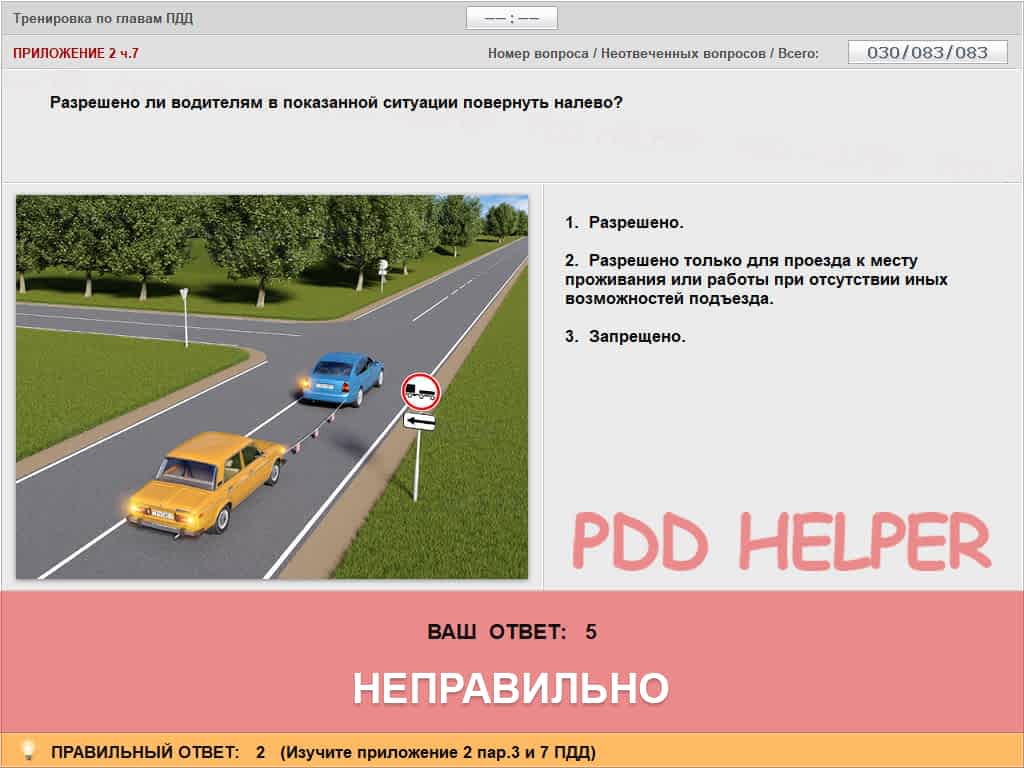 Тренировка по главам ПДД
–– : ––
ПРИЛОЖЕНИЕ 2 ч.7
Номер вопроса / Неотвеченных вопросов / Всего:
030/083/083
Разрешено ли водителям в показанной ситуации повернуть налево?
1. Разрешено.
2. Разрешено только для проезда к месту
проживания или работы при отсутствии иных
возможностей подъезда.
3. Запрещено.
PDD HELPER
ВАШ ОТВЕТ: 5
НЕПРАВИЛЬНО
ПРАВИЛЬНЫЙ ОТВЕТ: 2 (Изучите приложение 2 пар.3 и 7 ПДД)